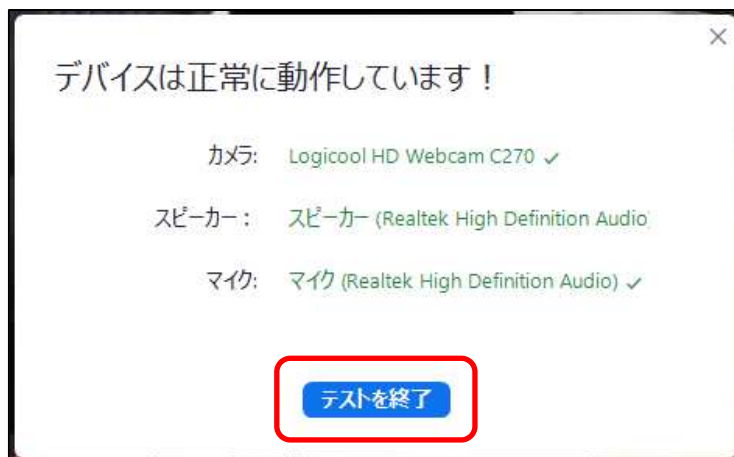 デバイスは正常に動作しています！
カメラ: Logicool HD Webcam C270 ✓
スピーカー： スピーカー (Realtek High Definition Audio
マイク: マイク (Realtek High Definition Audio) ✓
テストを終了